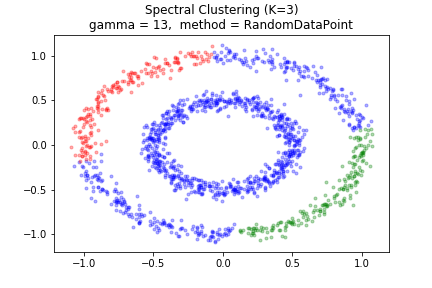 Spectral Clustering (K=3)
gamma = 13,  method = RandomDataPoint
1.0
0.5
0.0
−0.5
−1.0
−1.0 −0.5 0.0 0.5 1.0